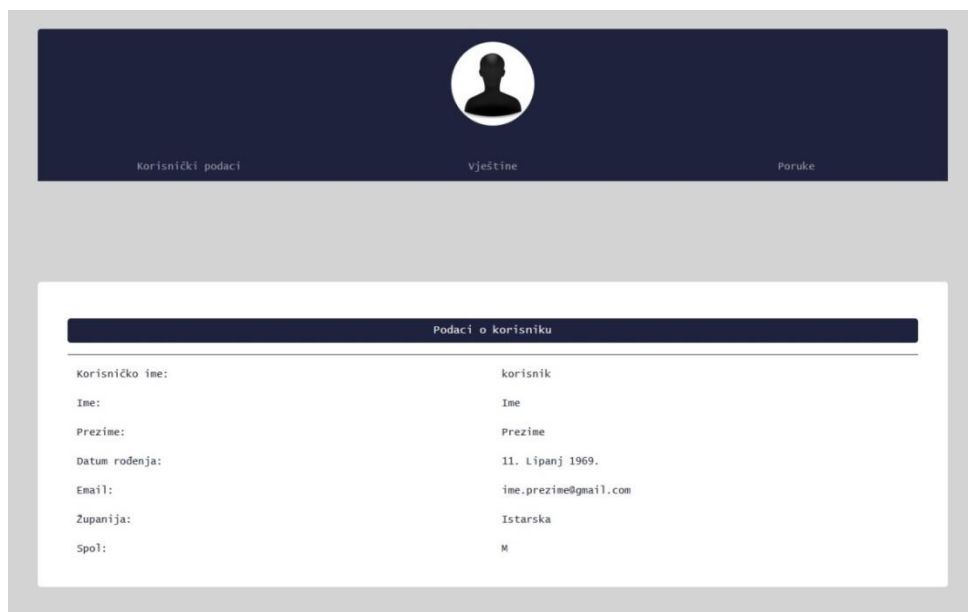 Korisnički podaci Vještine Poruke
Podaci o korisniku
Korisničko ime: korisnik
Ime: Ime
Prezime: Prezime
Datum rođenja: 11. Lipanj 1969.
Email: ime.prezime@gmail.com
Županija: Istarska
Spol: M